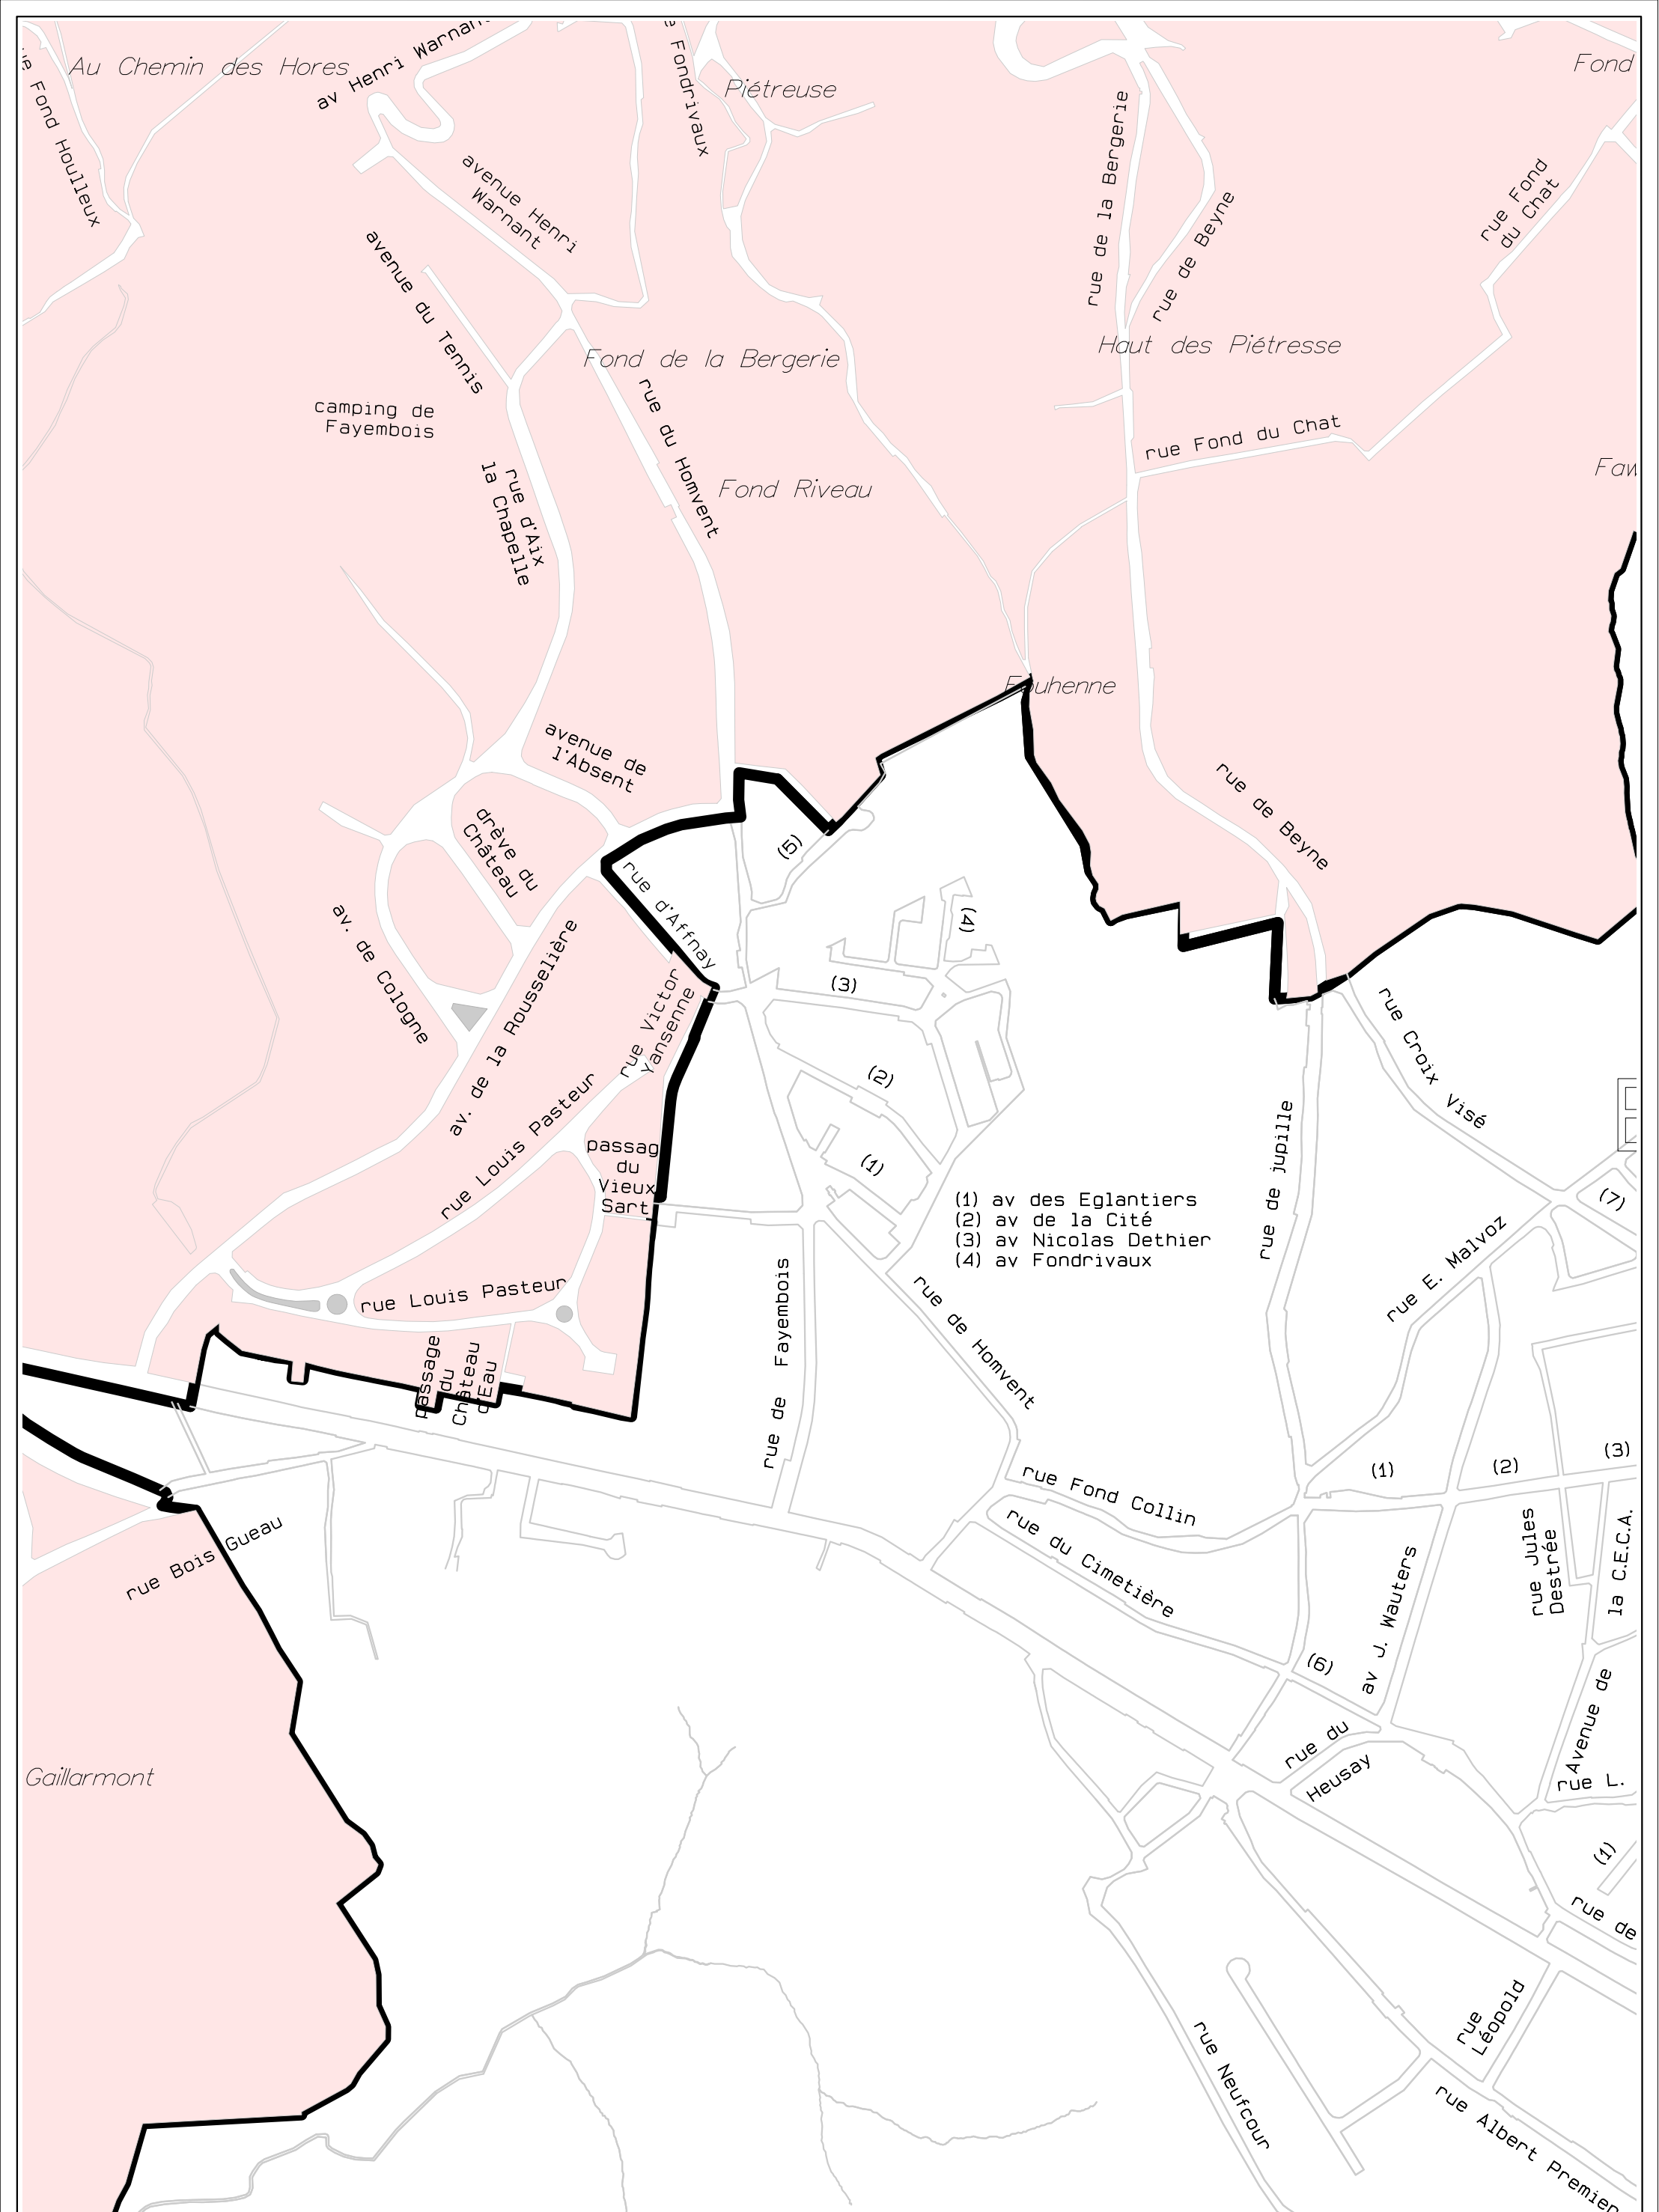 Au Chemin des Hores
av Henri Warnant
Fond Houlleux
Fondrivaux
Piétreuse
Fond
rue de la Bergerie
rue de Beyne
rue Fond
du Chat
avenue Henri
Warnant
avenue du Tennis
Fond de la Bergerie
Haut des Piétresse
camping de
Fayembois
rue du Homvent
rue Fond du Chat
rue d'Aix
la Chapelle
Fond Riveau
Faw
Fouhenne
avenue de
l'Absent
rue de Beyne
drève du
Château
(5)
rue d'Affnay
(4)
av. de Cologne
av. de la Rousselière
(3)
rue Victor
Yansenne
rue Croix Visé
(2)
rue Louis Pasteur
passag
du
Vieux
Sart
(1)
rue de jupille
(1) av des Eglantiers
(2) av de la Cité
(3) av Nicolas Dethier
(4) av Fondrivaux
(7)
rue E. Malvoz
rue Louis Pasteur
rue de Fayembois
rue de Homvent
passage
du
Château
d'Eau
rue Fond Collin
(1)
(2)
(3)
rue Bois Gueau
rue du Cimetière
rue Jules
Destrée
la C.E.C.A.
av J. Wauters
(6)
Avenue de
rue du
Heusay
rue L.
Gaillarmont
(1)
rue de
rue
Léopold
rue Neufcour
rue Albert Premier